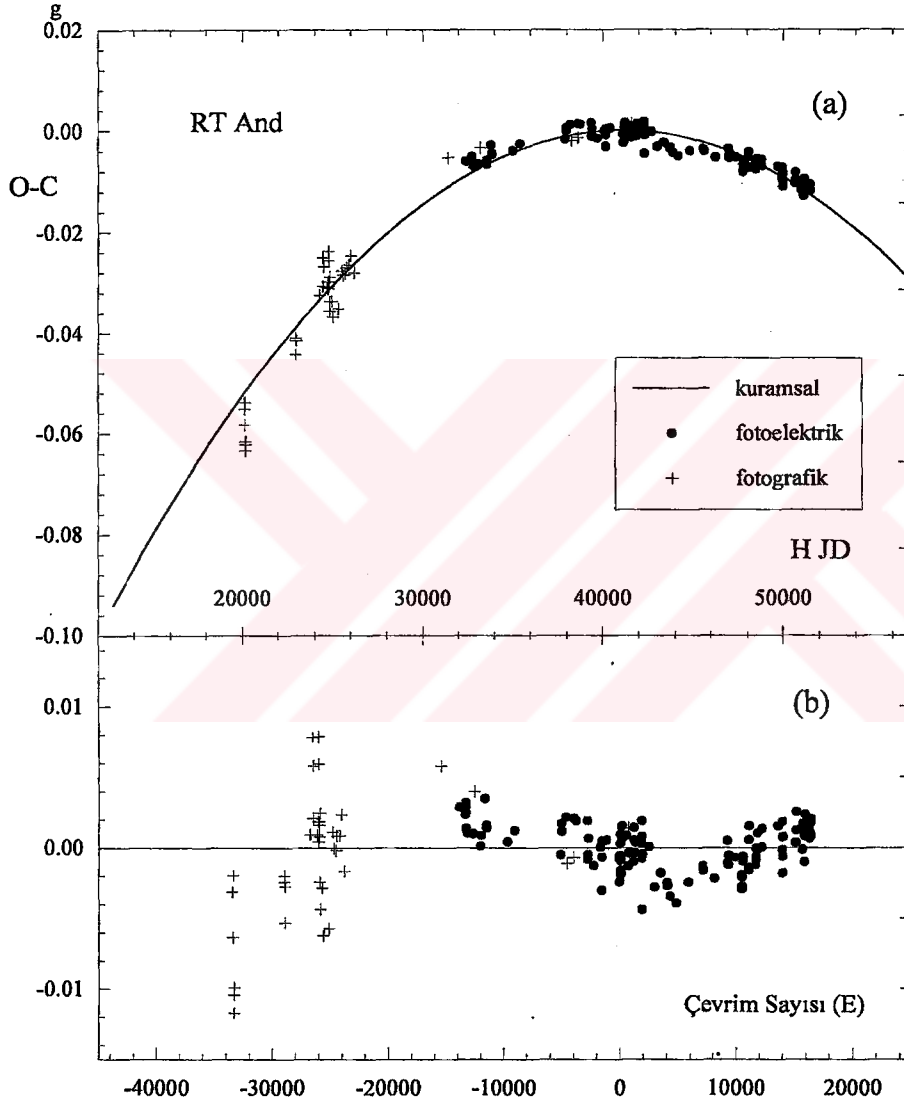 g
0.02
(a)
RT And
0.00
O-C
-0.02
-0.04
kuramsal
-0.06
fotoelektrik
fotografik
-0.08
H JD
20000 30000 40000 50000
-0.10
0.01
(b)
0.00
-0.01
Çevrim Sayısı (E)
-40000 -30000 -20000 -10000 0 10000 20000